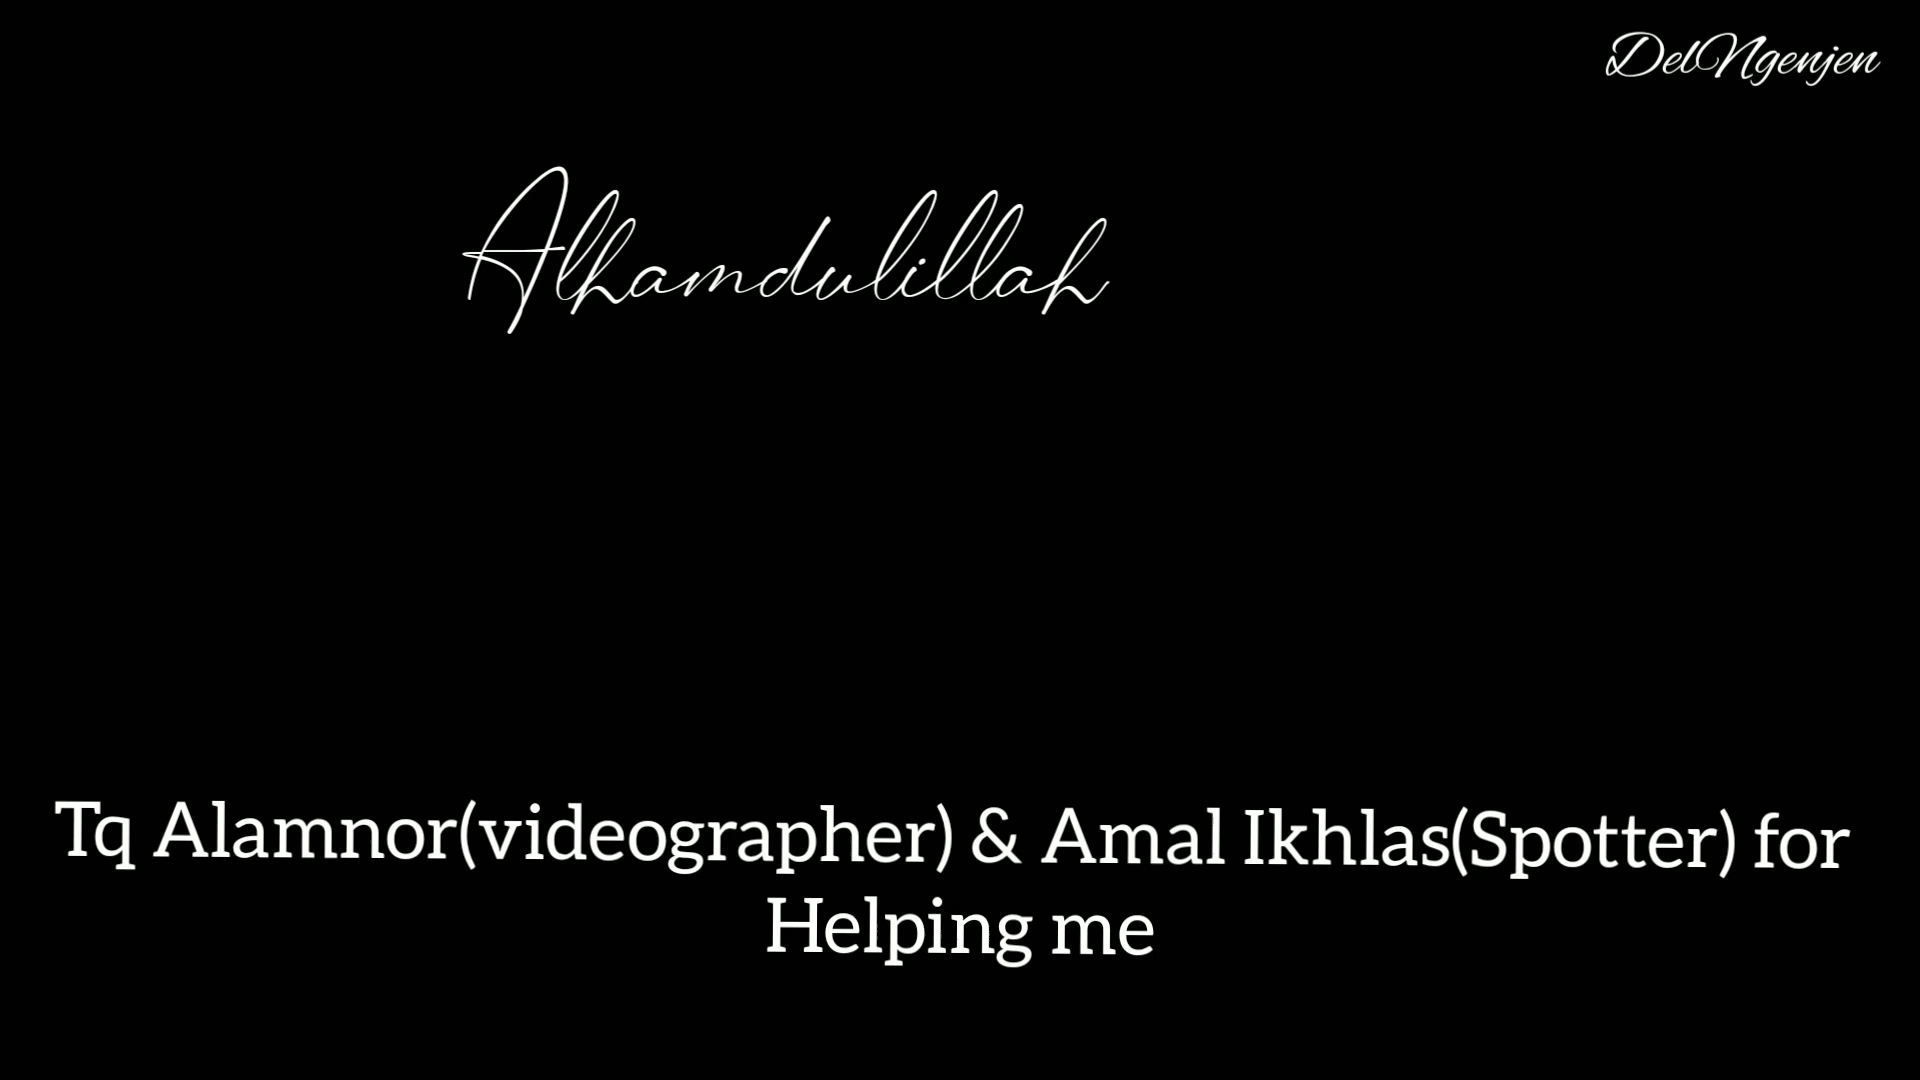 DelNgenjen
Alhamdulillah
Tq Alamnor(videographer) & Amal Ikhlas(Spotter) for
Helping me